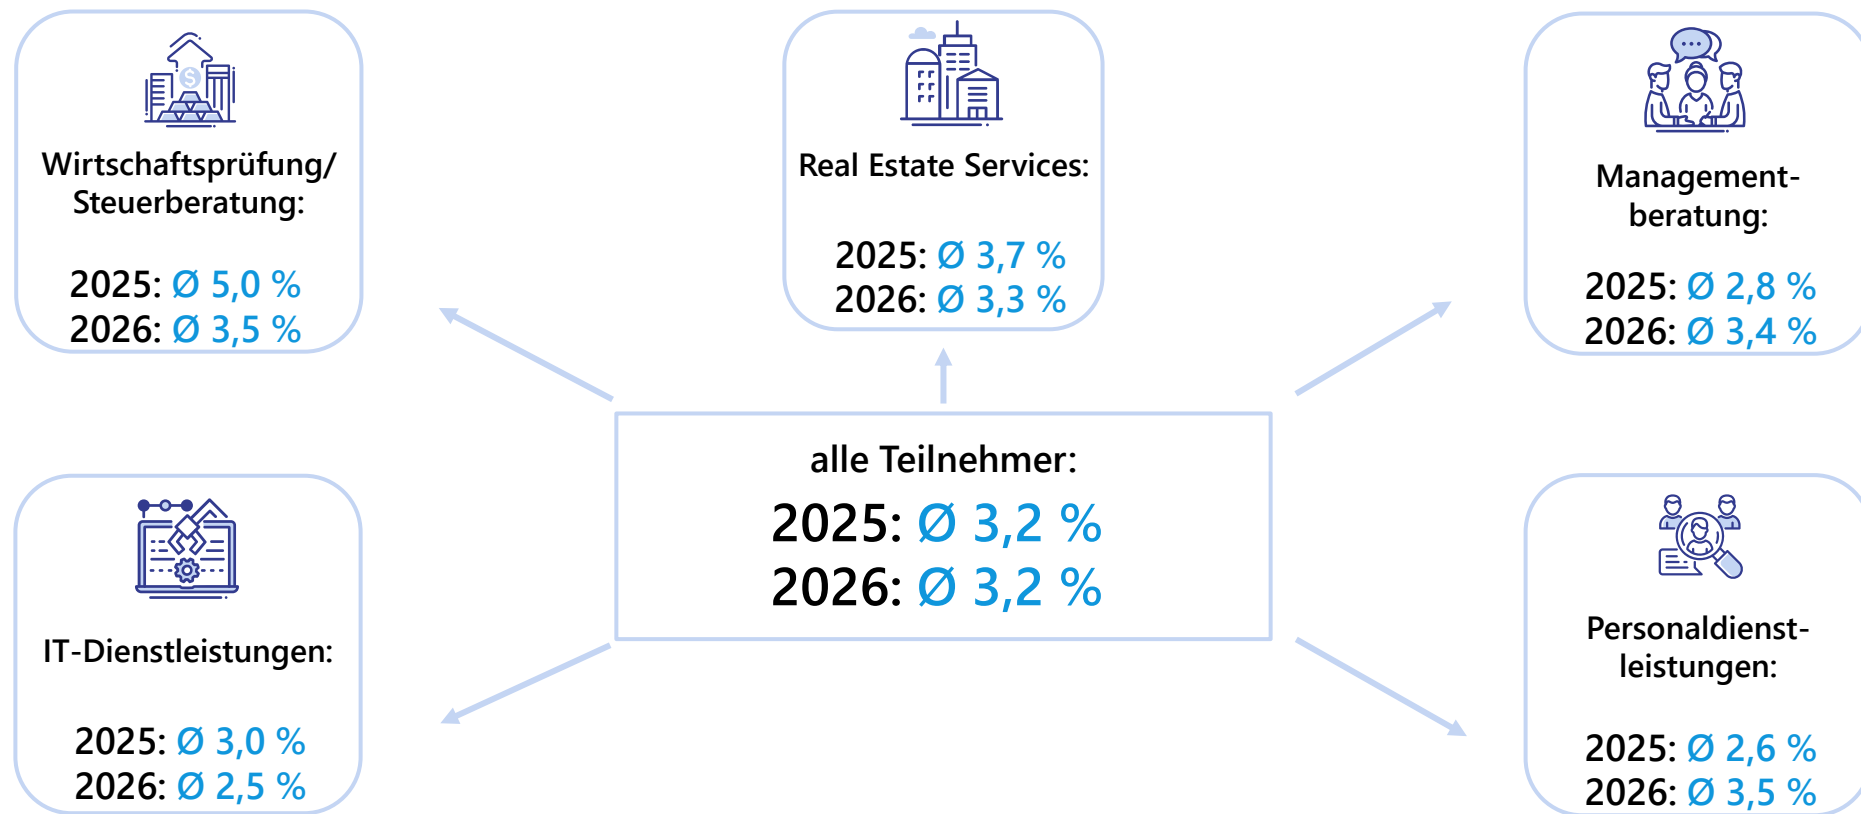 Wirtschaftsprüfung/
Steuerberatung:
2025: Ø 5,0 %
2026: Ø 3,5 %
Real Estate Services:
2025: Ø 3,7 %
2026: Ø 3,3 %
Management-
beratung:
2025: Ø 2,8 %
2026: Ø 3,4 %
alle Teilnehmer:
2025: Ø 3,2 %
2026: Ø 3,2 %
IT-Dienstleistungen:
2025: Ø 3,0 %
2026: Ø 2,5 %
Personaldienst-
leistungen:
2025: Ø 2,6 %
2026: Ø 3,5 %